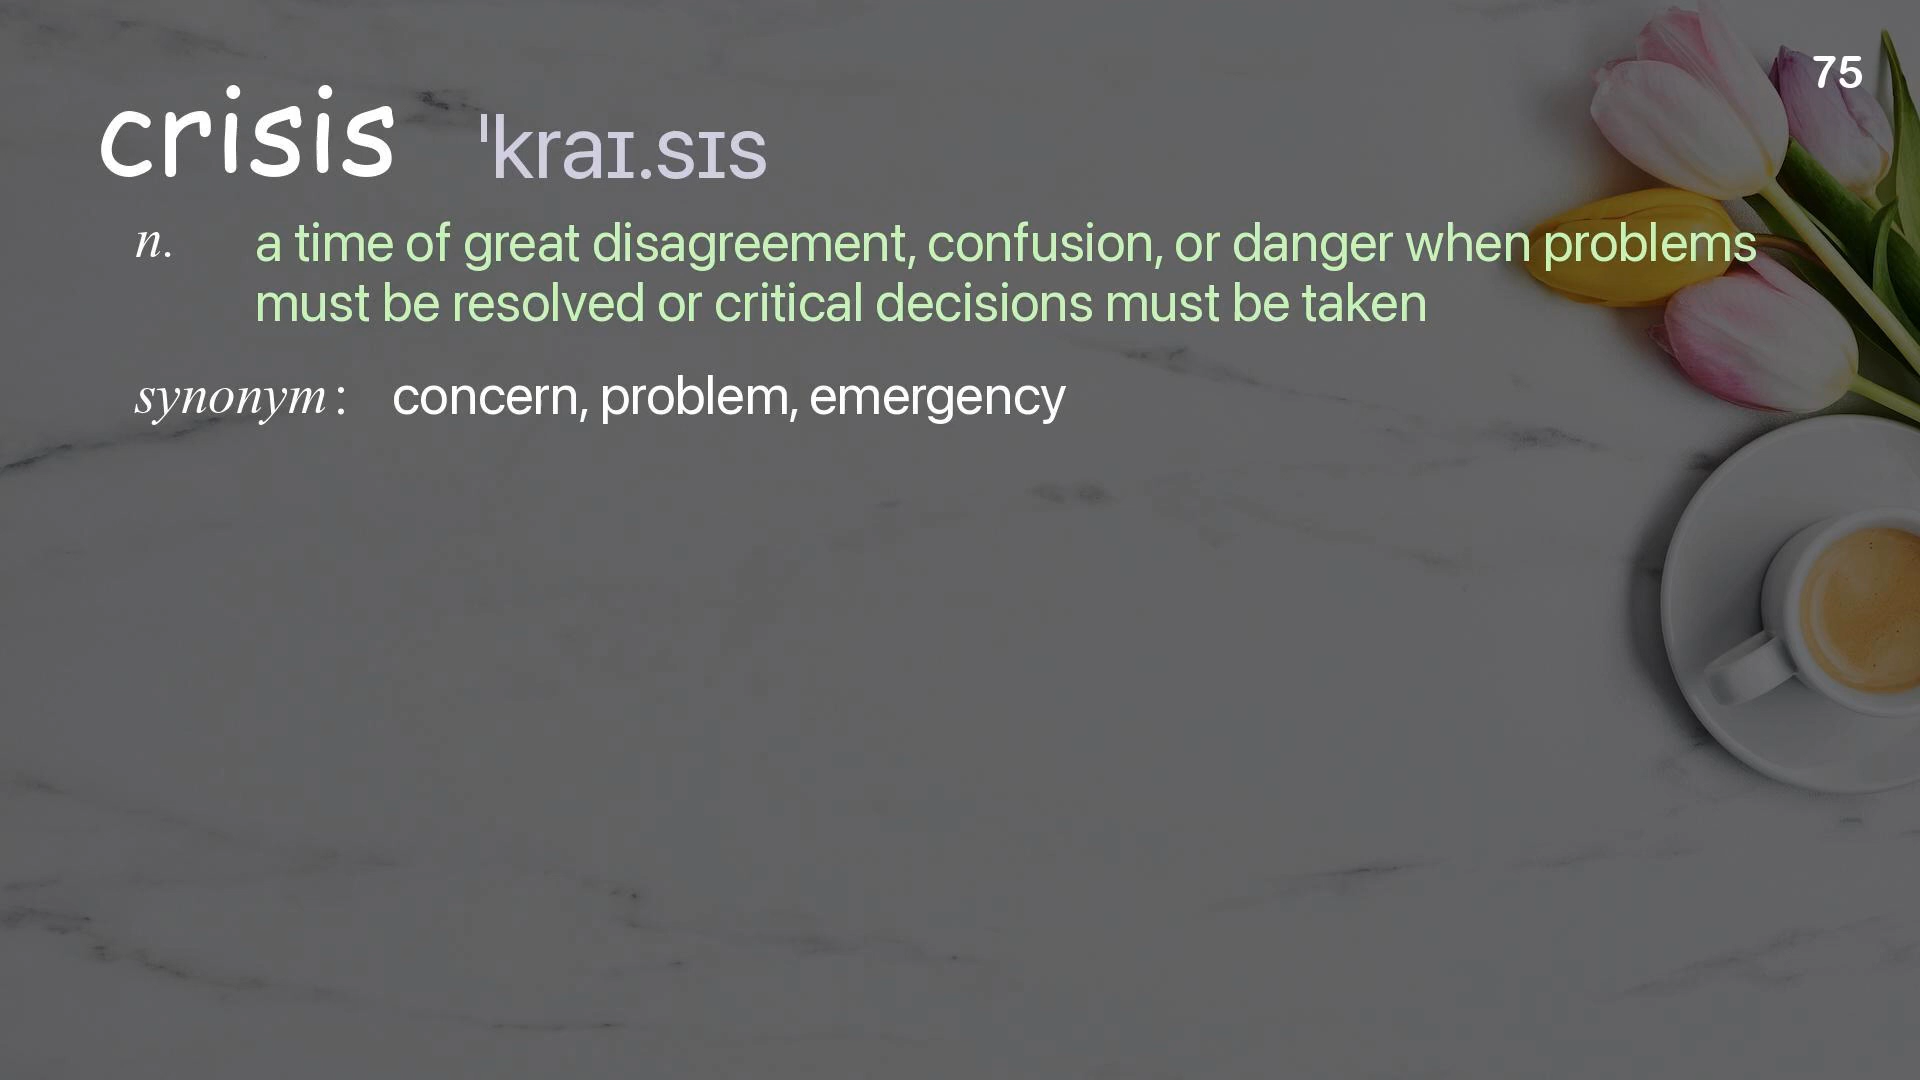 75
crisis ˈkraɪ.sɪs
n. a time of great disagreement, confusion, or danger when problems
must be resolved or critical decisions must be taken
synonym: concern, problem, emergency